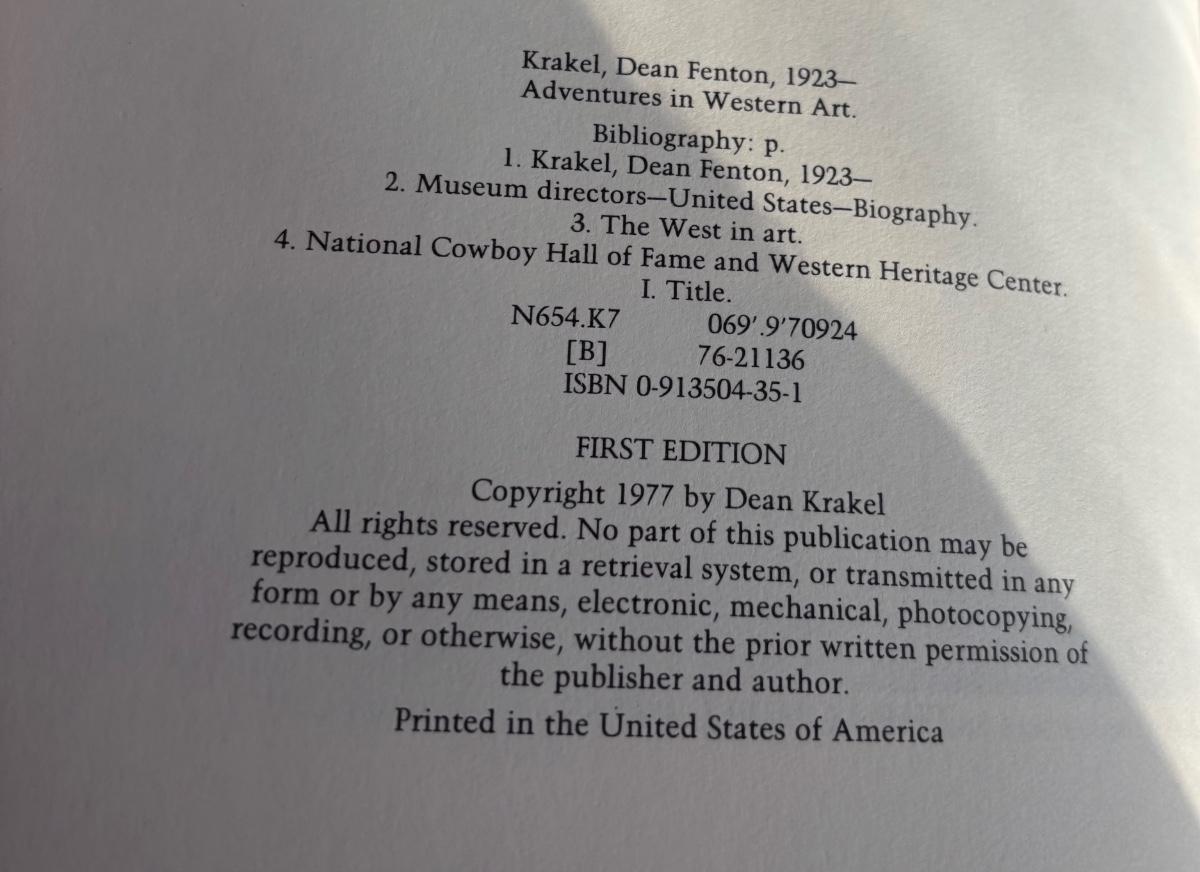 Krakel, Dean Fenton, 1923–
Adventures in Western Art.
Bibliography: p.
1. Krakel, Dean Fenton, 1923–
2. Museum directors—United States—Biography.
3. The West in art.
4. National Cowboy Hall of Fame and Western Heritage Center.
I. Title.
N654.K7 069′.9′70924
[B] 76-21136
ISBN 0-913504-35-1
FIRST EDITION
Copyright 1977 by Dean Krakel
All rights reserved. No part of this publication may be
reproduced, stored in a retrieval system, or transmitted in any
form or by any means, electronic, mechanical, photocopying,
recording, or otherwise, without the prior written permission of
the publisher and author.
Printed in the United States of America